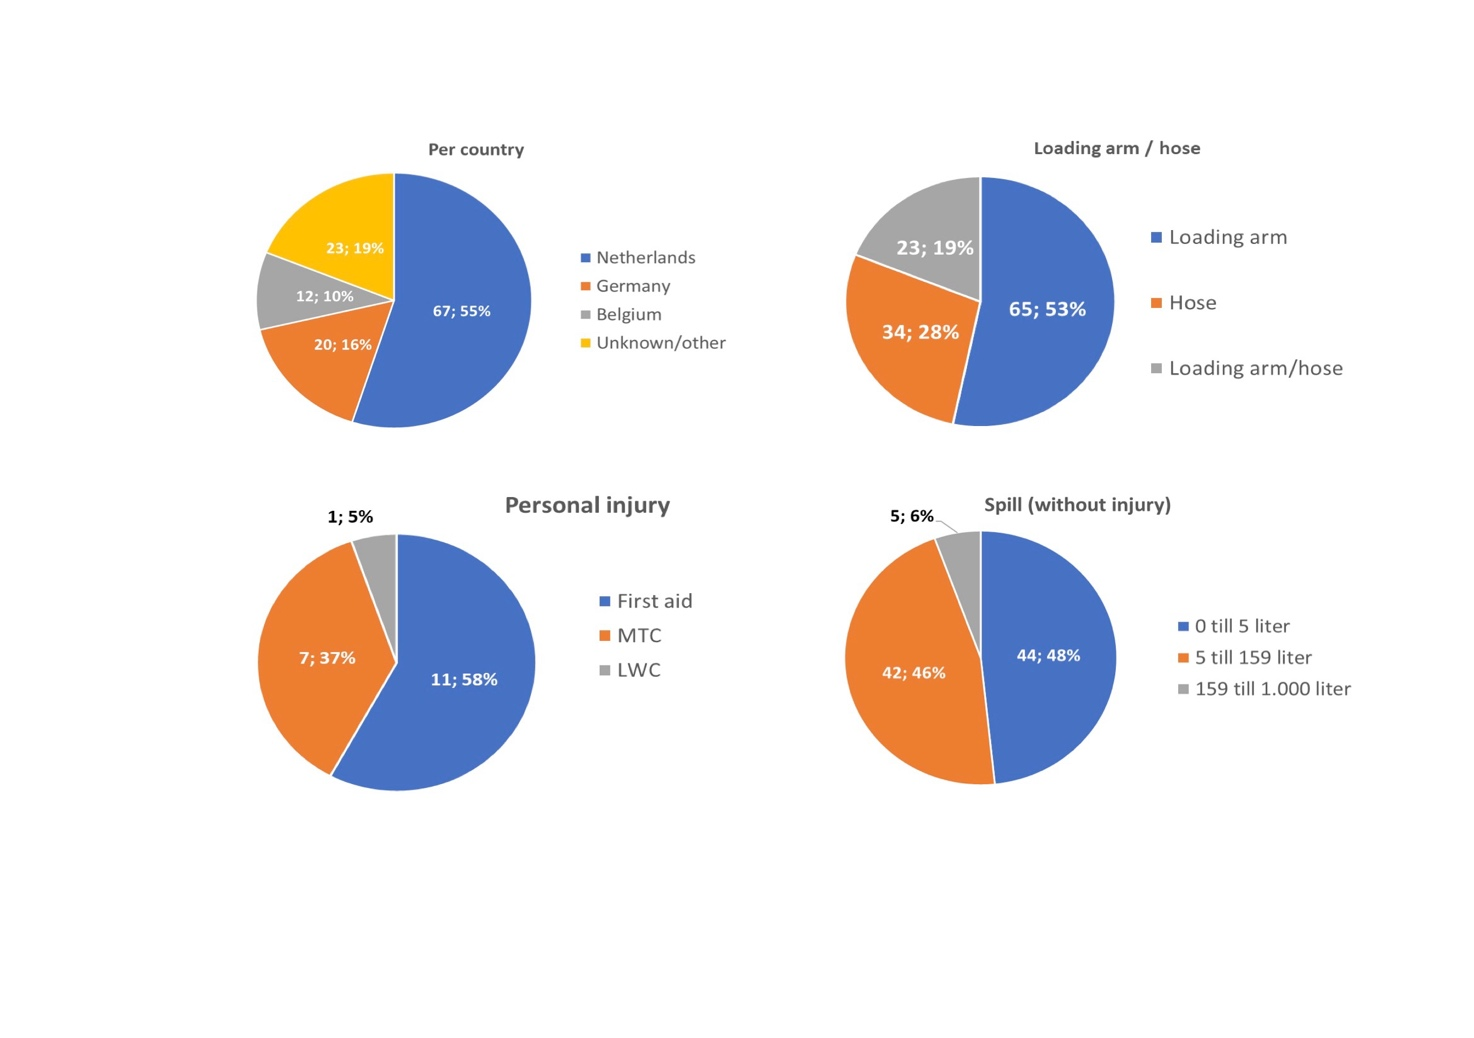 Per country
23; 19%
12; 10%
67; 55%
20; 16%
Netherlands
Germany
Belgium
Unknown/other
Loading arm / hose
23; 19%
65; 53%
34; 28%
Loading arm
Hose
Loading arm/hose
Personal injury
1; 5%
7; 37%
11; 58%
First aid
MTC
LWC
Spill (without injury)
5; 6%
44; 48%
42; 46%
0 till 5 liter
5 till 159 liter
159 till 1.000 liter